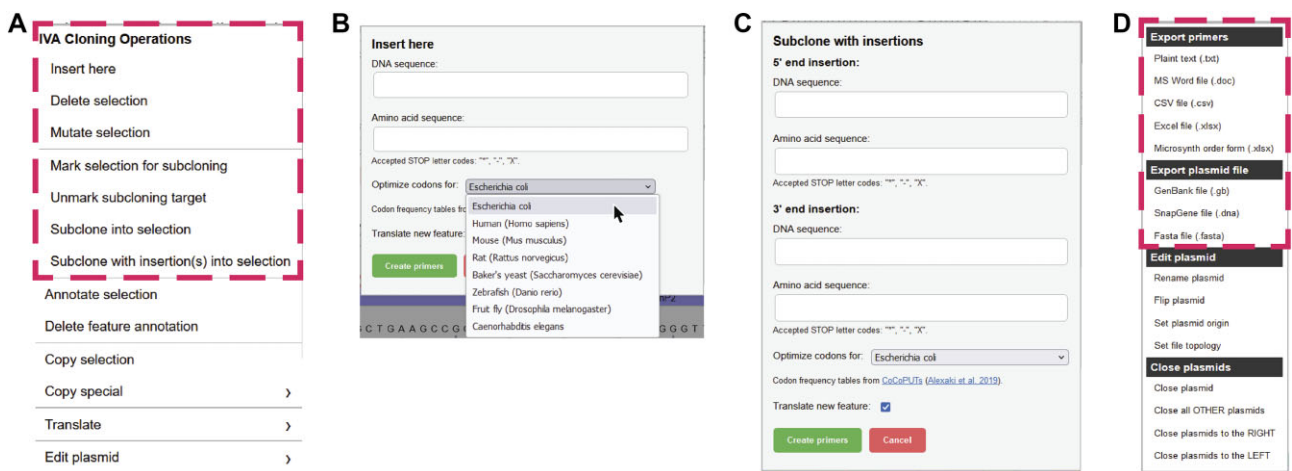 A
IVA Cloning Operations
Insert here
Delete selection
Mutate selection
Mark selection for subcloning
Unmark subcloning target
Subclone into selection
Subclone with insertion(s) into selection
Annotate selection
Delete feature annotation
Copy selection
Copy special
Translate
Edit plasmid
B
Insert here
DNA sequence:
Amino acid sequence:
Accepted STOP letter codes: "*", "-", "X".
Optimize codons for: Escherichia coli
Codon frequency tables
Escherichia coli
Human (Homo sapiens)
Translate new feature:
Mouse (Mus musculus)
Rat (Rattus norvegicus)
Create primers
Baker's yeast (Saccharomyces cerevisiae)
Zebrafish (Danio rerio)
Fruit fly (Drosophila melanogaster)
Caenorhabditis elegans
C T G A A G C C G
G G G T
C
Subclone with insertions
5' end insertion:
DNA sequence:
Amino acid sequence:
Accepted STOP letter codes: "*", "-", "X".
3' end insertion:
DNA sequence:
Amino acid sequence:
Accepted STOP letter codes: "*", "-", "X".
Optimize codons for: Escherichia coli
Codon frequency tables from CoCoPUTs (Alexaki et al. 2019).
Translate new feature:
Create primers Cancel
D
Export primers
Plaint text (.txt)
MS Word file (.doc)
CSV file (.csv)
Excel file (.xlsx)
Microsynth order form (.xlsx)
Export plasmid file
GenBank file (.gb)
SnapGene file (.dna)
Fasta file (.fasta)
Edit plasmid
Rename plasmid
Flip plasmid
Set plasmid origin
Set file topology
Close plasmids
Close plasmid
Close all OTHER plasmids
Close plasmids to the RIGHT
Close plasmids to the LEFT